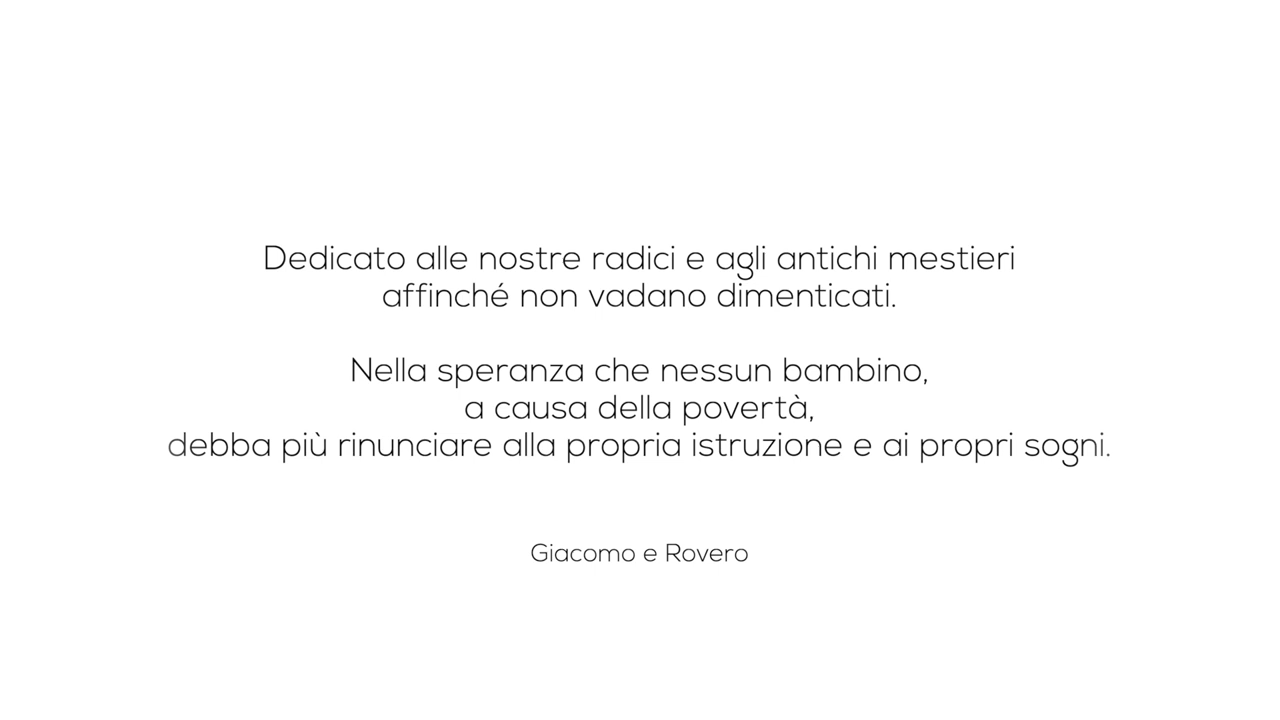 Dedicato alle nostre radici e agli antichi mestieri
affinché non vadano dimenticati.
Nella speranza che nessun bambino,
a causa della povertà,
debba più rinunciare alla propria istruzione e ai propri sogni.
Giacomo e Rovero